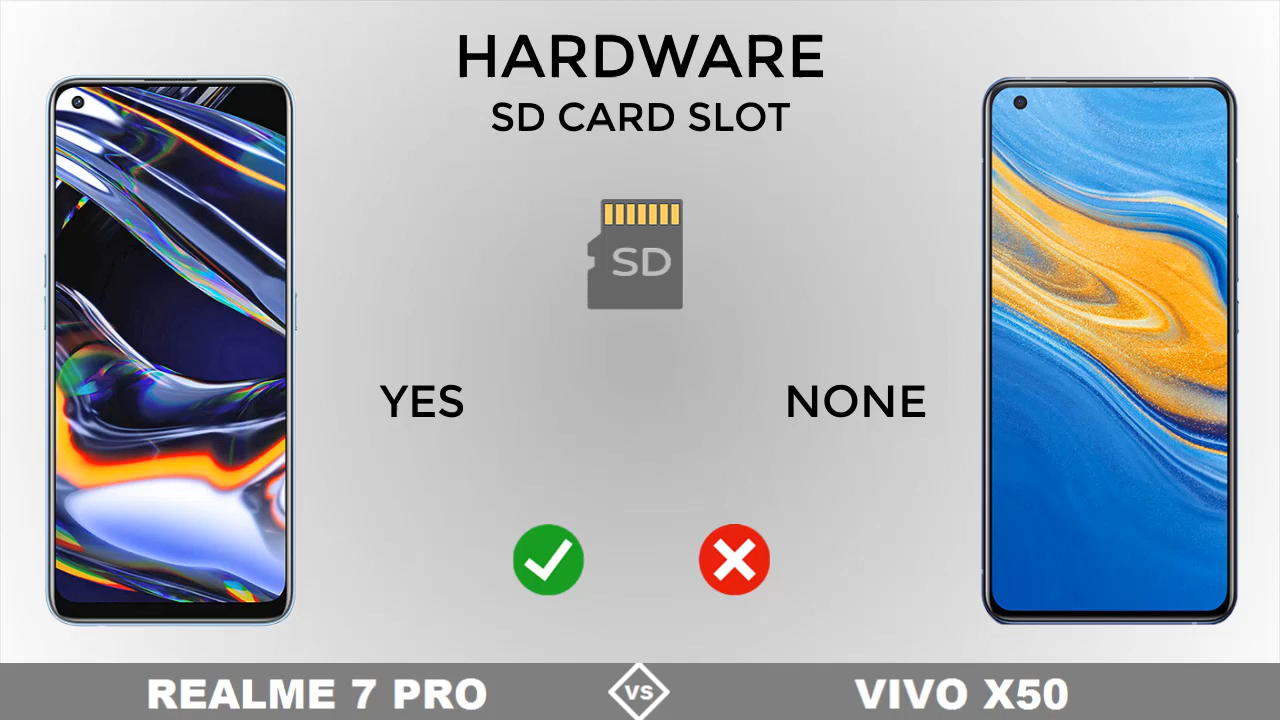 HARDWARE
SD CARD SLOT
SD
YES
NONE
REALME 7 PRO
VS
VIVO X50